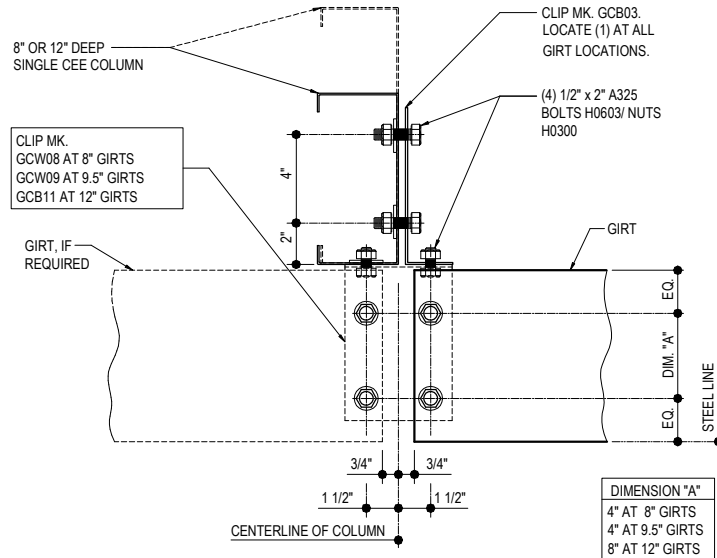 8" OR 12" DEEP
SINGLE CEE COLUMN
CLIP MK. GCB03.
LOCATE (1) AT ALL
GIRT LOCATIONS.
(4) 1/2" x 2" A325
BOLTS H0603/ NUTS
H0300
CLIP MK.
GCW08 AT 8" GIRTS
GCW09 AT 9.5" GIRTS
GCB11 AT 12" GIRTS
4"
2"
GIRT, IF
REQUIRED
GIRT
EQ.
DIM. "A"
EQ.
STEEL LINE
3/4"
3/4"
1 1/2"
1 1/2"
CENTERLINE OF COLUMN
DIMENSION "A"
4" AT 8" GIRTS
4" AT 9.5" GIRTS
8" AT 12" GIRTS